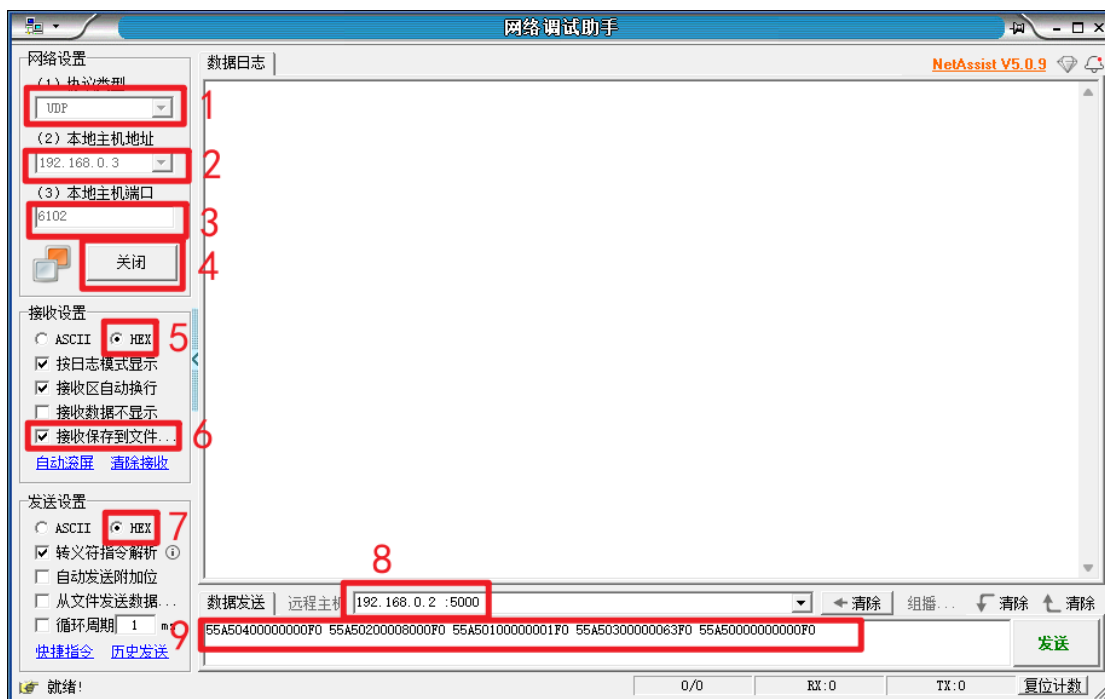 网络调试助手
网络设置
(1) 协议类型
UDP
1
(2) 本地主机地址
192.168.0.3
2
(3) 本地主机端口
6102
3
关闭
4
接收设置
ASCII HEX
5
按日志模式显示
接收区自动换行
接收数据不显示
接收保存到文件...
6
自动滚屏 清除接收
发送设置
ASCII HEX
7
转义符指令解析
自动发送附加位
从文件发送数据...
循环周期 1 ms
快捷指令 历史发送
数据日志
NetAssist V5.0.9
8
数据发送 远程主机 192.168.0.2 :5000 清除 组播... 清除 清除
9
55A50400000000F0 55A50200008000F0 55A50100000001F0 55A50300000063F0 55A50000000000F0
发送
就绪! 0/0 RX:0 TX:0 复位计数